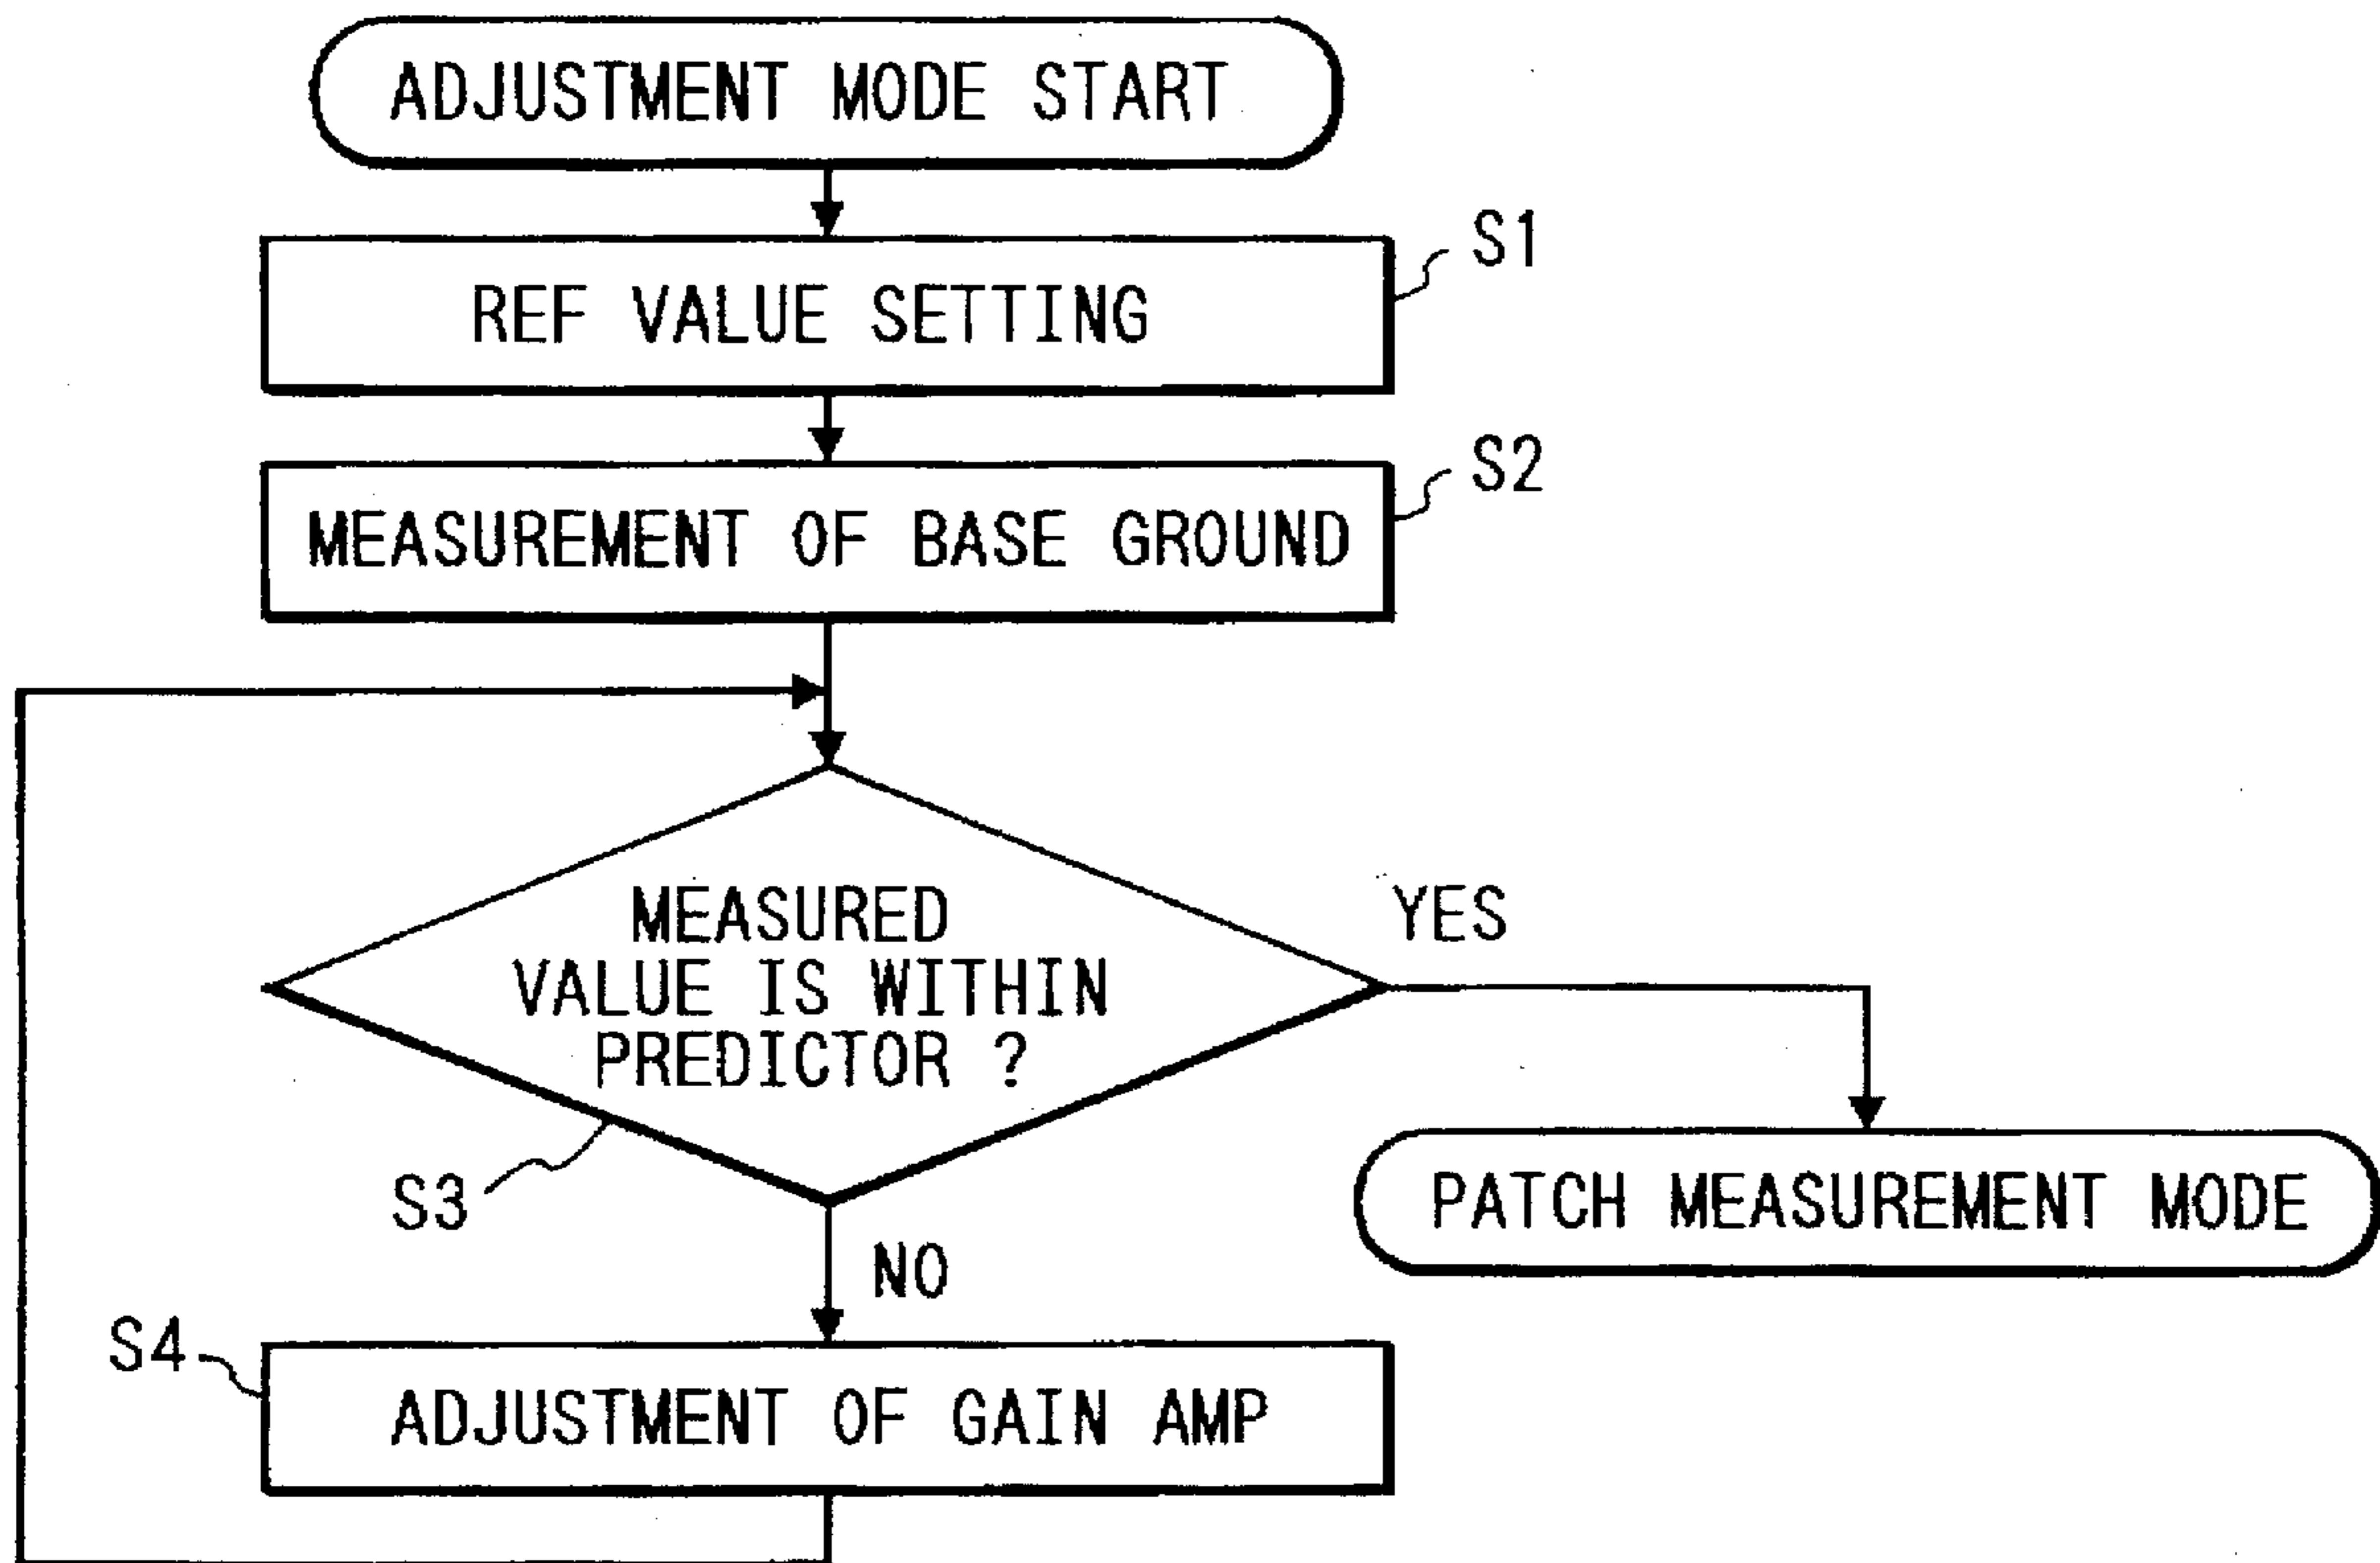 ADJUSTMENT MODE START
S1
REF VALUE SETTING
S2
MEASUREMENT OF BASE GROUND
MEASURED
VALUE IS WITHIN
PREDICTOR ?
YES
S3
PATCH MEASUREMENT MODE
NO
S4
ADJUSTMENT OF GAIN AMP